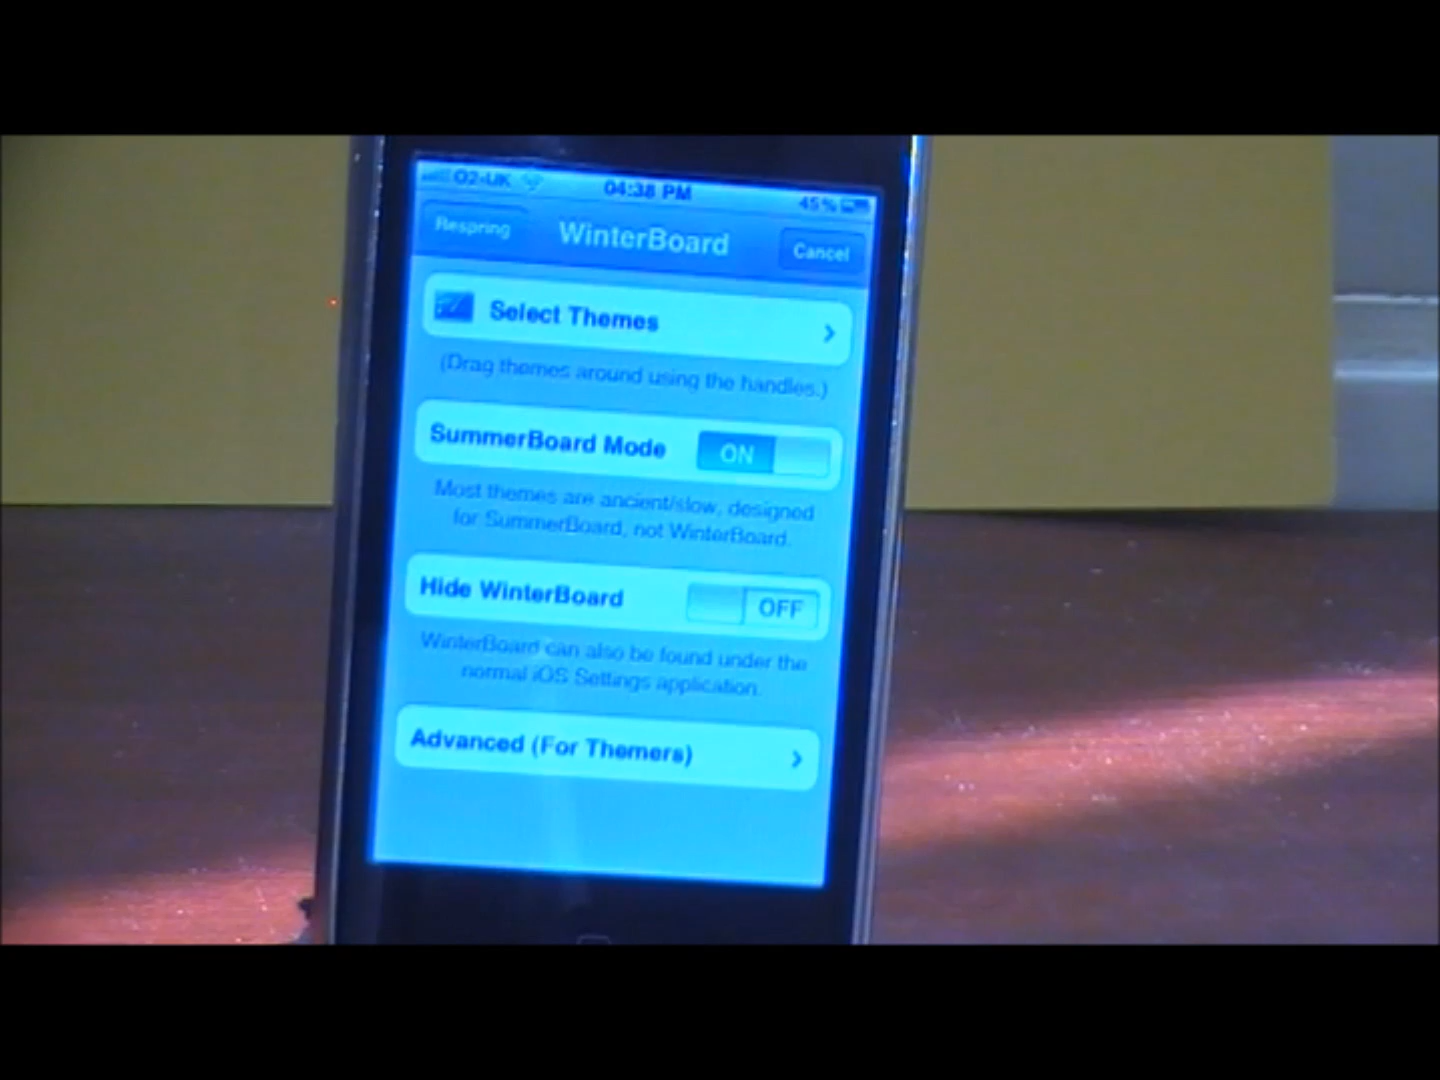 O2-UK 04:38 PM 45%
Respring WinterBoard Cancel
Select Themes
(Drag themes around using the handles.)
SummerBoard Mode ON
Most themes are ancient/slow, designed
for SummerBoard, not WinterBoard.
Hide WinterBoard OFF
WinterBoard can also be found under the
normal iOS Settings application.
Advanced (For Themers)